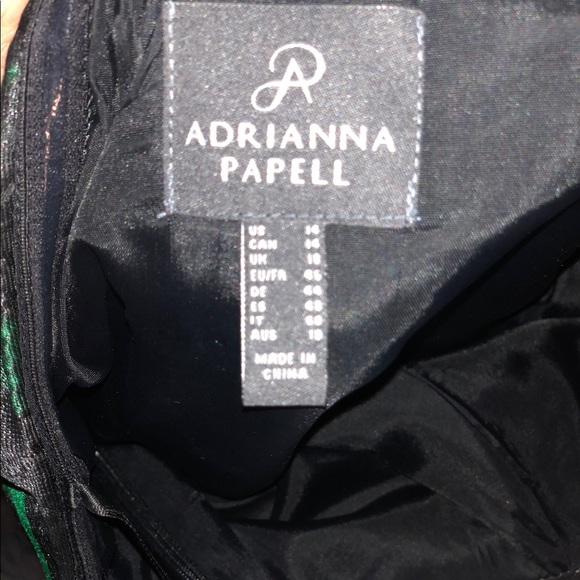 AP
ADRIANNA
PAPELL
US 14
CAN 14
UK 18
EU/FR 46
DE 44
ES 48
IT
AUS 18
MADE IN
CHINA